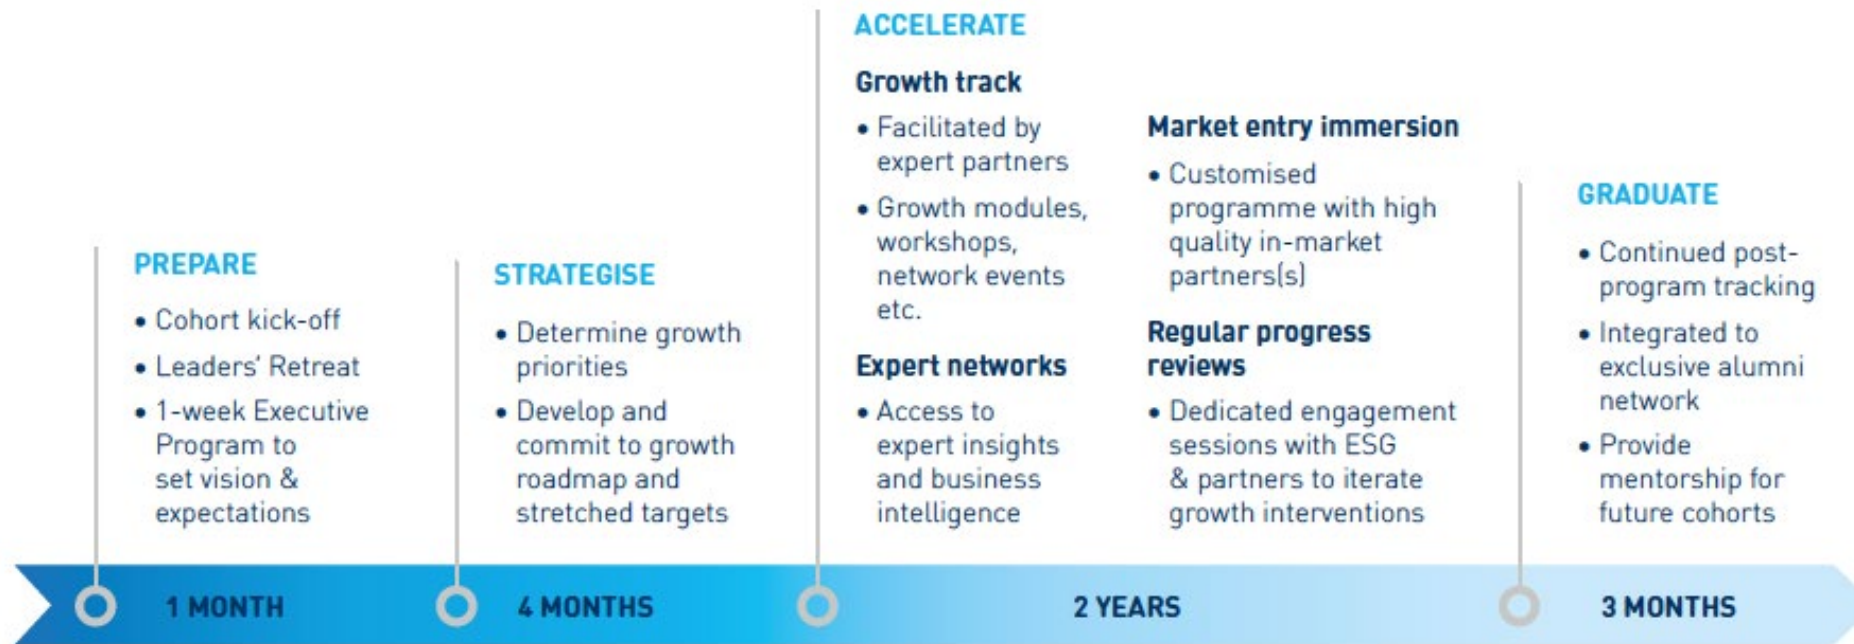 PREPARE
• Cohort kick-off
• Leaders' Retreat
• 1-week Executive
Program to
set vision &
expectations
STRATEGISE
• Determine growth
priorities
• Develop and
commit to growth
roadmap and
stretched targets
ACCELERATE
Growth track
• Facilitated by
expert partners
• Growth modules,
workshops,
network events
etc.
Expert networks
• Access to
expert insights
and business
intelligence
Market entry immersion
• Customised
programme with high
quality in-market
partners(s)
Regular progress
reviews
• Dedicated engagement
sessions with ESG
& partners to iterate
growth interventions
GRADUATE
• Continued post-
program tracking
• Integrated to
exclusive alumni
network
• Provide
mentorship for
future cohorts
1 MONTH
4 MONTHS
2 YEARS
3 MONTHS